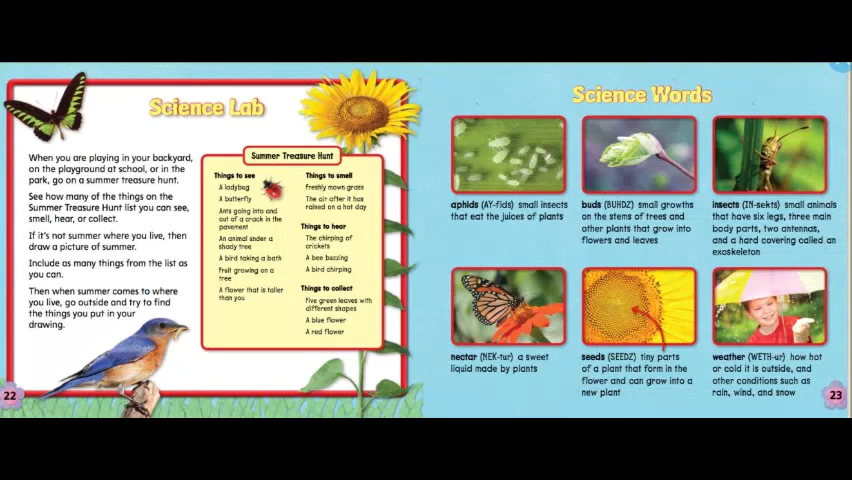 Science Lab
When you are playing in your backyard,
on the playground at school, or in the
park, go on a summer treasure hunt.
See how many of the things on the
Summer Treasure Hunt list you can see,
smell, hear, or collect.
If it's not summer where you live, then
draw a picture of summer.
Include as many things from the list as
you can.
Then when summer comes to where
you live, go outside and try to find
the things you put in your
drawing.
Summer Treasure Hunt
Things to see
A ladybug
A butterfly
Ants going into and
out of a crack in the
pavement
An animal under a
shady tree
A bird taking a bath
Fruit growing on a
tree
A flower that is taller
than you
Things to smell
Freshly mown grass
The air after it has
rained on a hot day
Things to hear
The chirping of
crickets
A bee buzzing
A bird chirping
Things to collect
Five green leaves with
different shapes
A blue flower
A red flower
22
Science Words
aphids (AY-fids) small insects
that eat the juices of plants
buds (BUHDZ) small growths
on the stems of trees and
other plants that grow into
flowers and leaves
insects (IN-sekts) small animals
that have six legs, three main
body parts, two antennas,
and a hard covering called an
exoskeleton
nectar (NEK-tur) a sweet
liquid made by plants
seeds (SEEDZ) tiny parts
of a plant that form in the
flower and can grow into a
new plant
weather (WETH-ur) how hot
or cold it is outside, and
other conditions such as
rain, wind, and snow
23